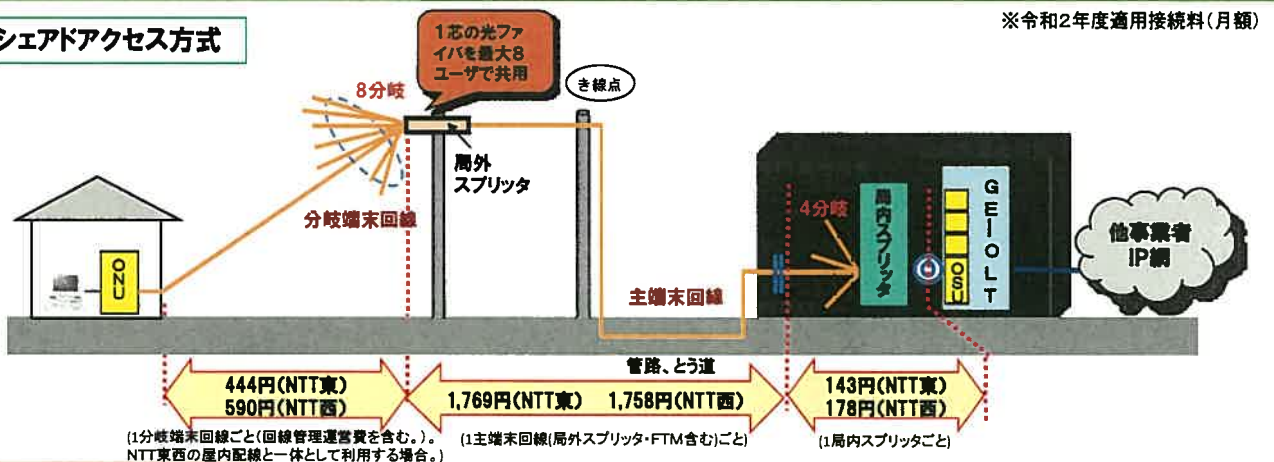 シェアドアクセス方式
※令和2年度適用接続料(月額)
1芯の光ファ
イバを最大8
ユーザで共用
き線点
8分岐
局外
スプリッタ
分岐端末回線
ONU
主端末回線
4分岐
局内スプリッタ
OSU
GE-OLT
他事業者
IP網
管路、とう道
444円(NTT東)
590円(NTT西)
1,769円(NTT東) 1,758円(NTT西)
143円(NTT東)
178円(NTT西)
(1分岐端末回線ごと(回線管理運営費を含む。)。
NTT東西の屋内配線と一体として利用する場合。)
(1主端末回線(局外スプリッタ・FTM含む)ごと)
(1局内スプリッタごと)